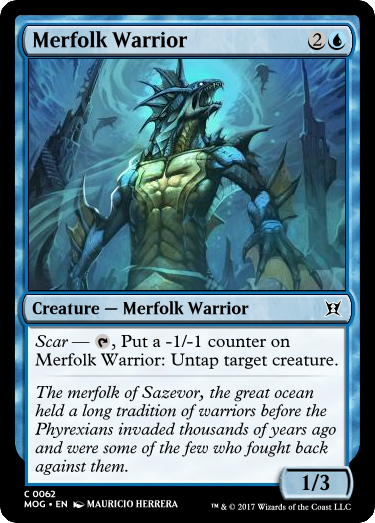 Merfolk Warrior 2
Creature — Merfolk Warrior
Scar — , Put a -1/-1 counter on
Merfolk Warrior: Untap target creature.
The merfolk of Sazevor, the great ocean
held a long tradition of warriors before the
Phyrexians invaded thousands of years ago
and were some of the few who fought back
against them.
1/3
C 0062
MOG • EN MAURICIO HERRERA
™ & © 2017 Wizards of the Coast LLC